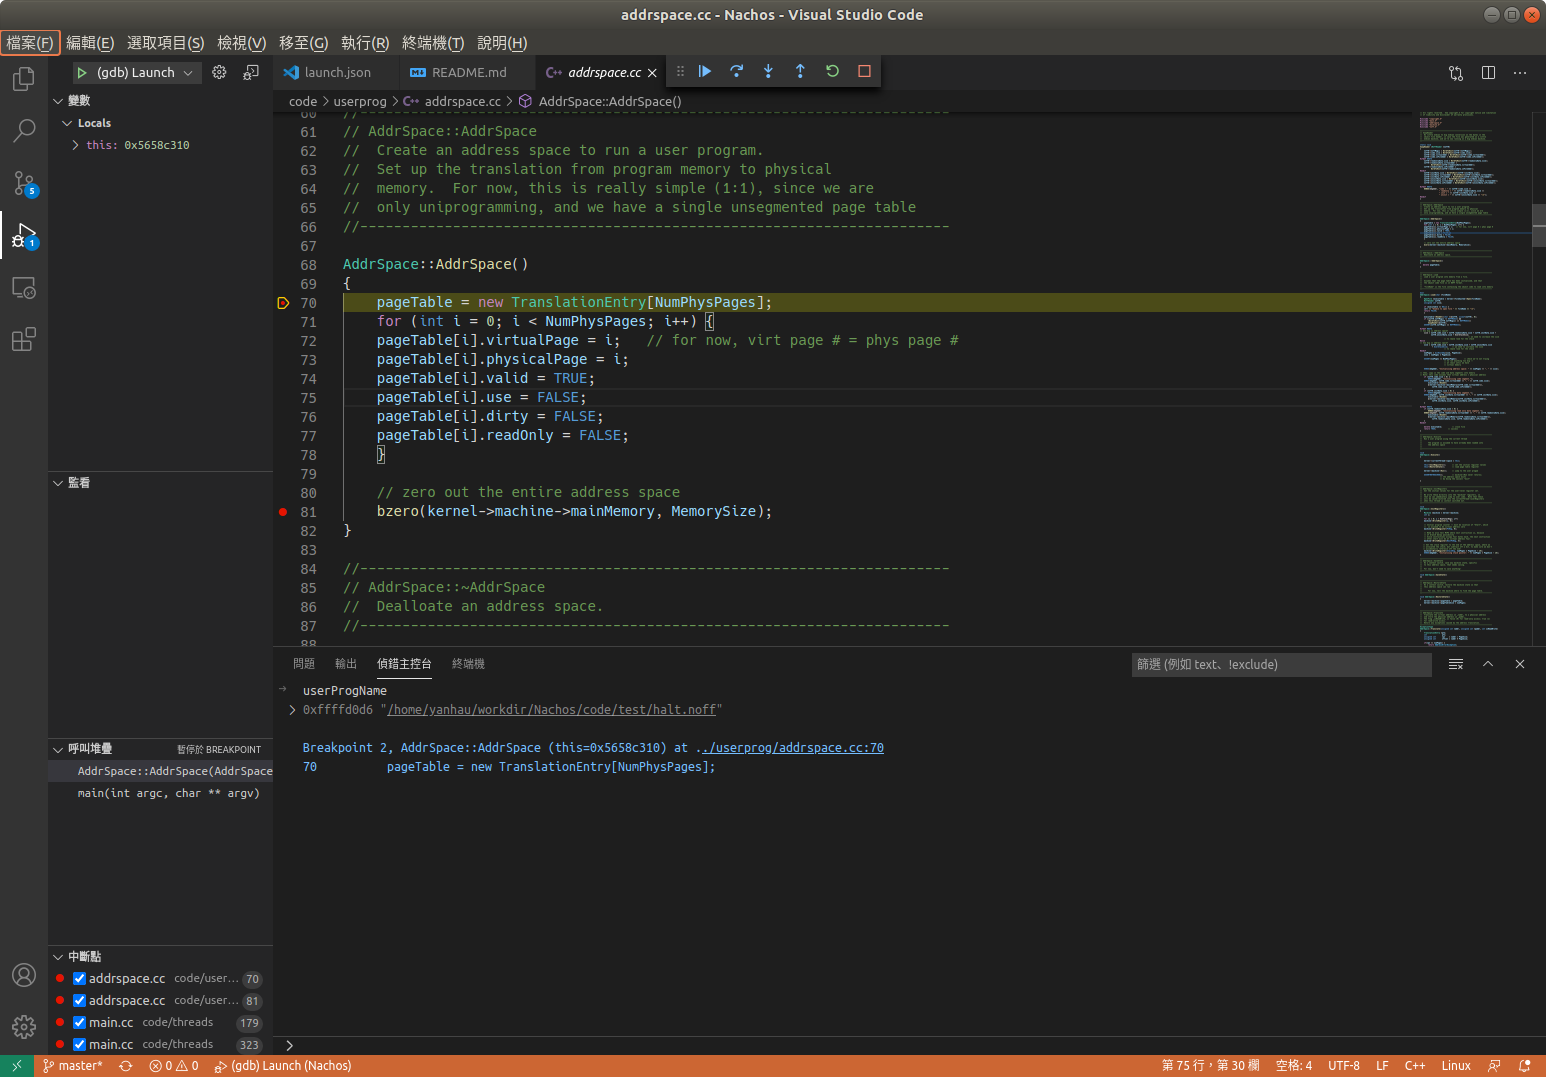 addrspace.cc - Nachos - Visual Studio Code
檔案(F) 編輯(E) 選取項目(S) 檢視(V) 移至(G) 執行(R) 終端機(T) 說明(H)
(gdb) Launch
launch.json README.md addrspace.cc
code > userprog > addrspace.cc > AddrSpace::AddrSpace()
變數
Locals
this: 0x5658c310
監看
呼叫堆疊 暫停於 BREAKPOINT
AddrSpace::AddrSpace(AddrSpace
main(int argc, char ** argv)
中斷點
addrspace.cc code/user... 70
addrspace.cc code/user... 81
main.cc code/threads 179
main.cc code/threads 323
5
1
60 //----------------------------------------------------------------------
61 // AddrSpace::AddrSpace
62 //  Create an address space to run a user program.
63 //  Set up the translation from program memory to physical
64 //  memory.  For now, this is really simple (1:1), since we are
65 //  only uniprogramming, and we have a single unsegmented page table
66 //----------------------------------------------------------------------
67
68 AddrSpace::AddrSpace()
69 {
70     pageTable = new TranslationEntry[NumPhysPages];
71     for (int i = 0; i < NumPhysPages; i++) {
72     pageTable[i].virtualPage = i;   // for now, virt page # = phys page #
73     pageTable[i].physicalPage = i;
74     pageTable[i].valid = TRUE;
75     pageTable[i].use = FALSE;
76     pageTable[i].dirty = FALSE;
77     pageTable[i].readOnly = FALSE;
78     }
79
80     // zero out the entire address space
81     bzero(kernel->machine->mainMemory, MemorySize);
82 }
83
84 //----------------------------------------------------------------------
85 // AddrSpace::~AddrSpace
86 //  Dealloate an address space.
87 //----------------------------------------------------------------------
88
問題 輸出 偵錯主控台 終端機 篩選 (例如 text、!exclude)
userProgName
0xffffd0d6 "/home/yanhau/workdir/Nachos/code/test/halt.noff"
Breakpoint 2, AddrSpace::AddrSpace (this=0x5658c310) at ../userprog/addrspace.cc:70
70          pageTable = new TranslationEntry[NumPhysPages];
master* 0 0 (gdb) Launch (Nachos) 第 75 行，第 30 欄 空格: 4 UTF-8 LF C++ Linux